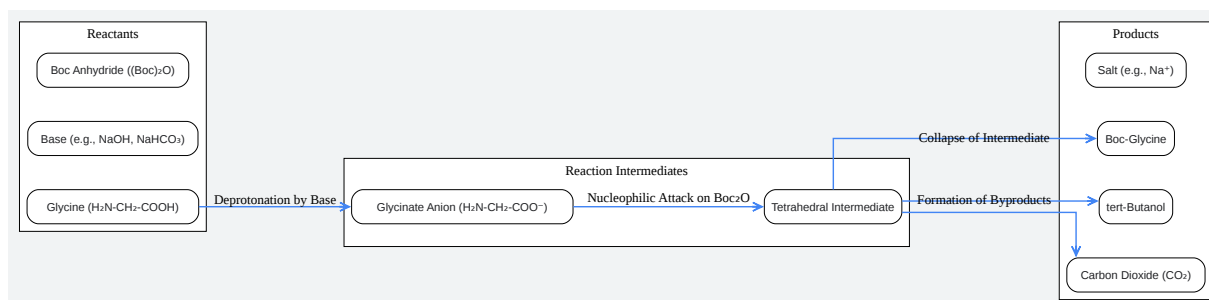 Reactants
Boc Anhydride ((Boc)₂O)
Base (e.g., NaOH, NaHCO₃)
Glycine (H₂N-CH₂-COOH)
Deprotonation by Base
Reaction Intermediates
Glycinate Anion (H₂N-CH₂-COO⁻)
Nucleophilic Attack on Boc₂O
Tetrahedral Intermediate
Collapse of Intermediate
Formation of Byproducts
Products
Salt (e.g., Na⁺)
Boc-Glycine
tert-Butanol
Carbon Dioxide (CO₂)